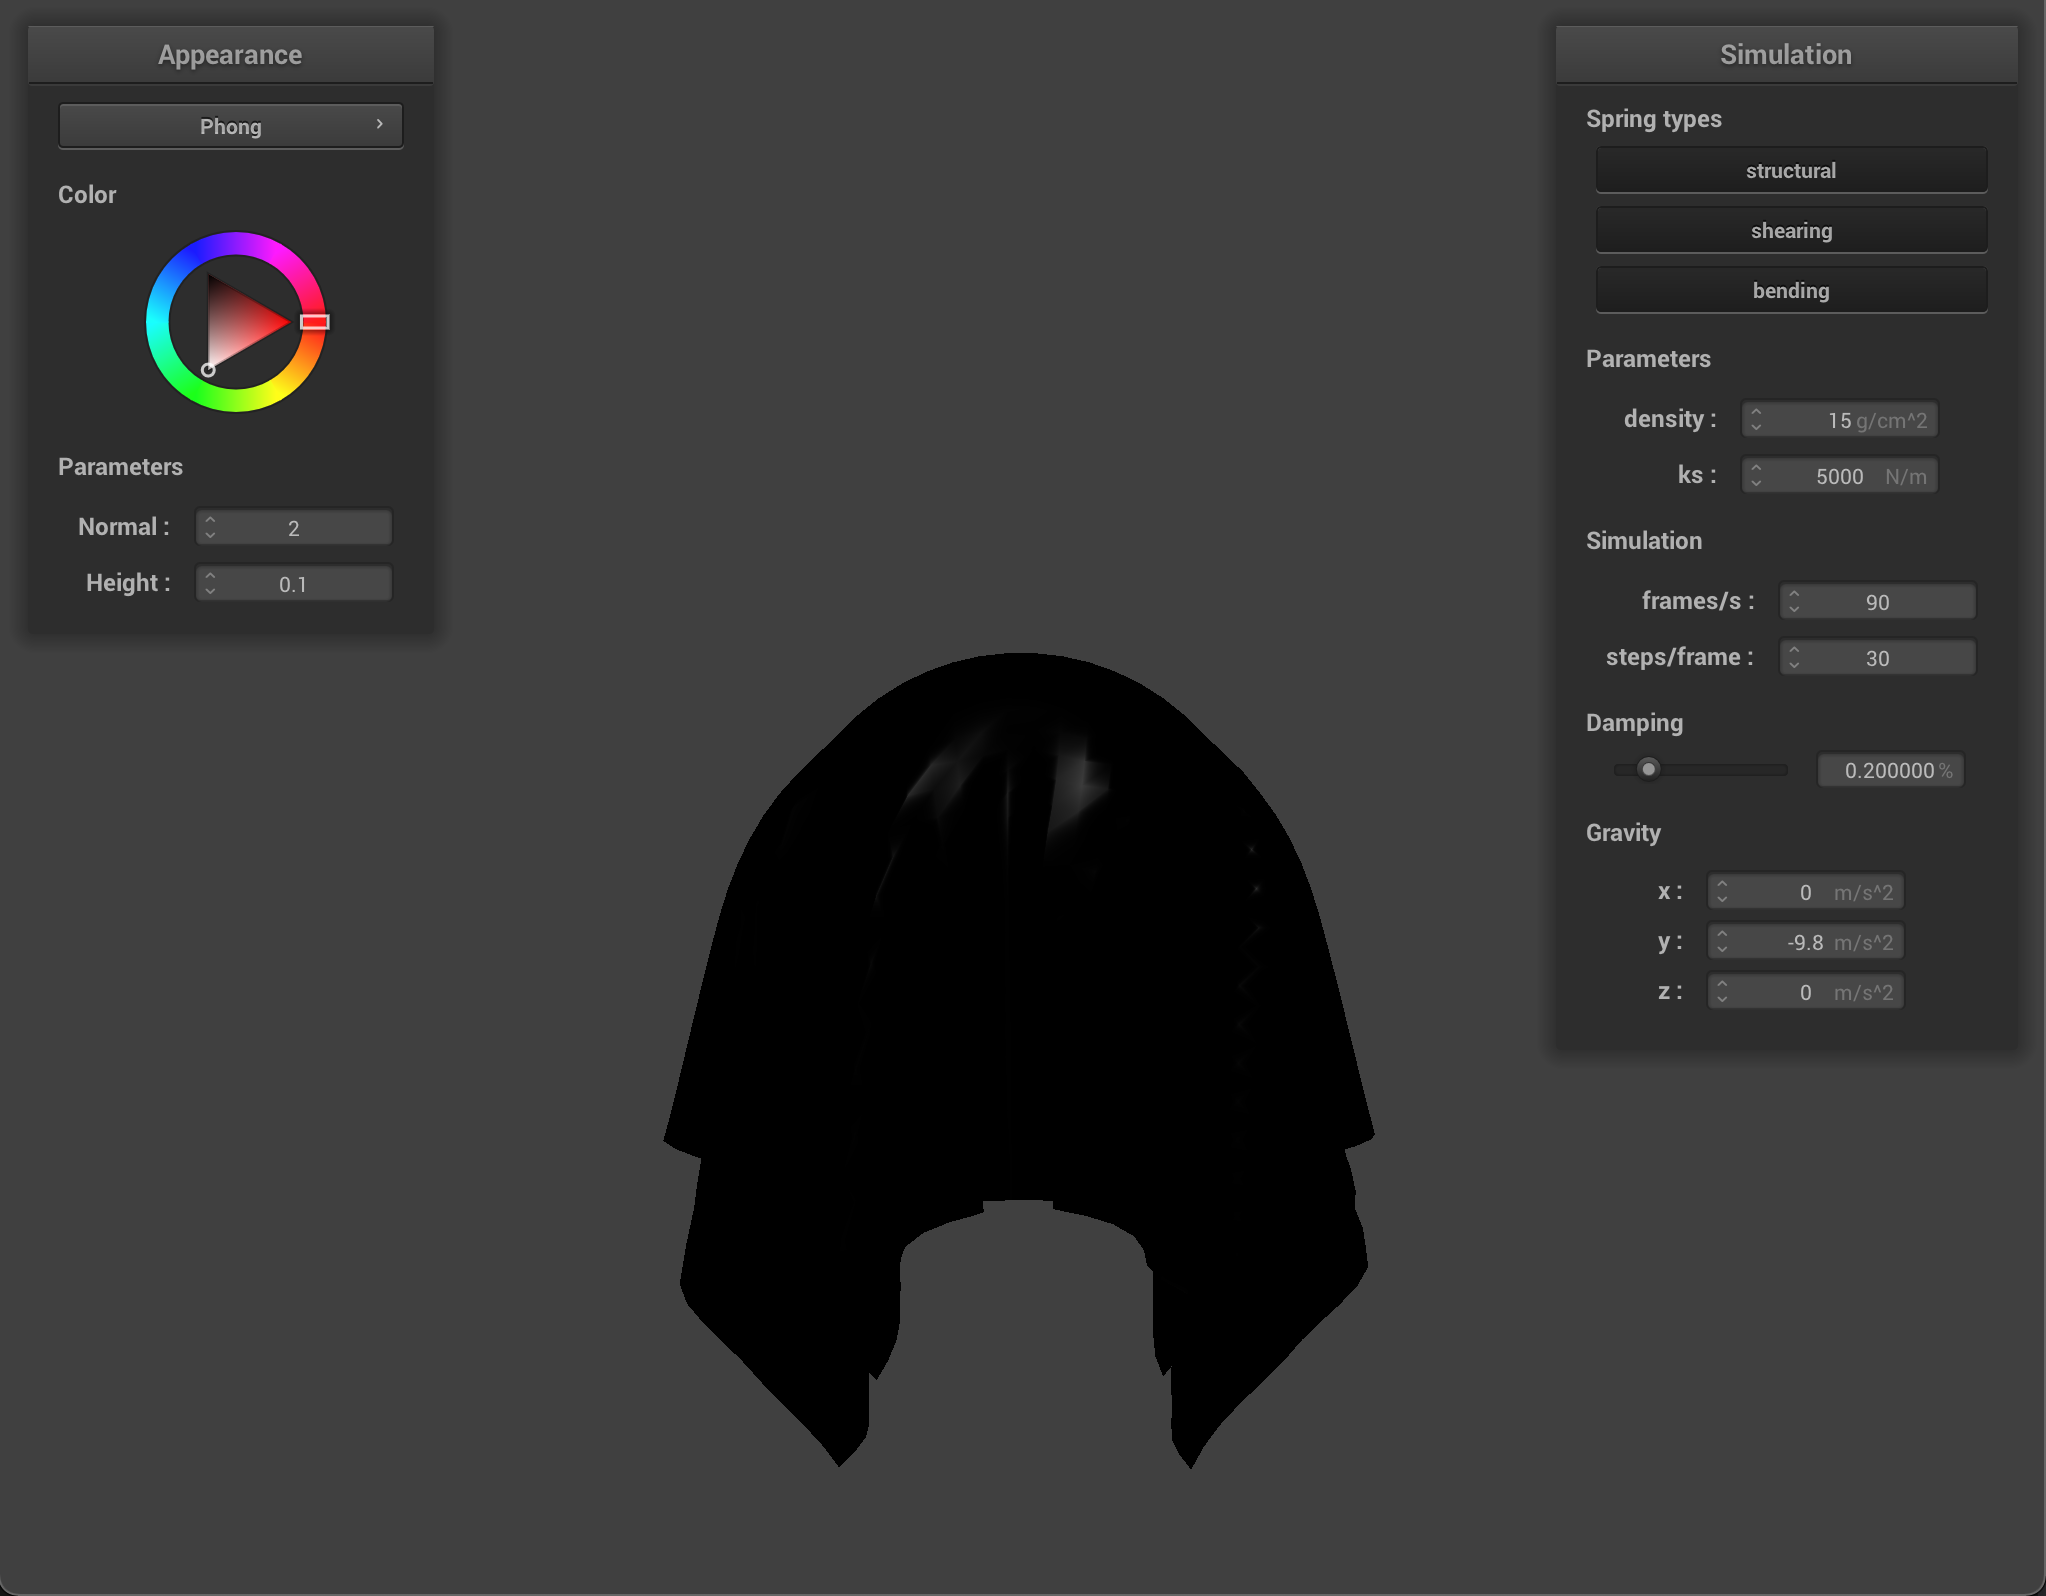 Appearance
Phong
Color
Parameters
Normal : 2
Height : 0.1
Simulation
Spring types
structural
shearing
bending
Parameters
density : 15 g/cm^2
ks : 5000 N/m
Simulation
frames/s : 90
steps/frame : 30
Damping
0.200000 %
Gravity
x : 0 m/s^2
y : -9.8 m/s^2
z : 0 m/s^2